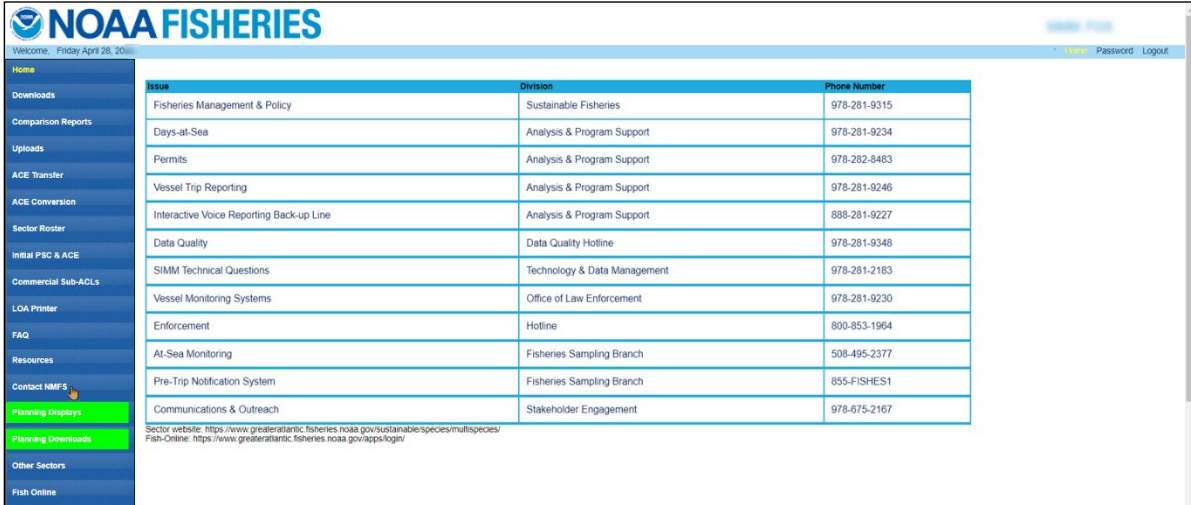 NOAA FISHERIES
Welcome, Friday April 28, 20
Home Password Logout
Home
Downloads
Comparison Reports
Uploads
ACE Transfer
ACE Conversion
Sector Roster
Initial PSC & ACE
Commercial Sub-ACLs
LOA Printer
FAQ
Resources
Contact NMFS
Planning Displays
Planning Downloads
Other Sectors
Fish Online
Issue Division Phone Number
Fisheries Management & Policy Sustainable Fisheries 978-281-9315
Days-at-Sea Analysis & Program Support 978-281-9234
Permits Analysis & Program Support 978-282-8483
Vessel Trip Reporting Analysis & Program Support 978-281-9246
Interactive Voice Reporting Back-up Line Analysis & Program Support 888-281-9227
Data Quality Data Quality Hotline 978-281-9348
SIMM Technical Questions Technology & Data Management 978-281-2183
Vessel Monitoring Systems Office of Law Enforcement 978-281-9230
Enforcement Hotline 800-853-1964
At-Sea Monitoring Fisheries Sampling Branch 508-495-2377
Pre-Trip Notification System Fisheries Sampling Branch 855-FISHES1
Communications & Outreach Stakeholder Engagement 978-675-2167
Sector website: https://www.greateratlantic.fisheries.noaa.gov/sustainable/species/multispecies/
Fish-Online: https://www.greateratlantic.fisheries.noaa.gov/apps/login/